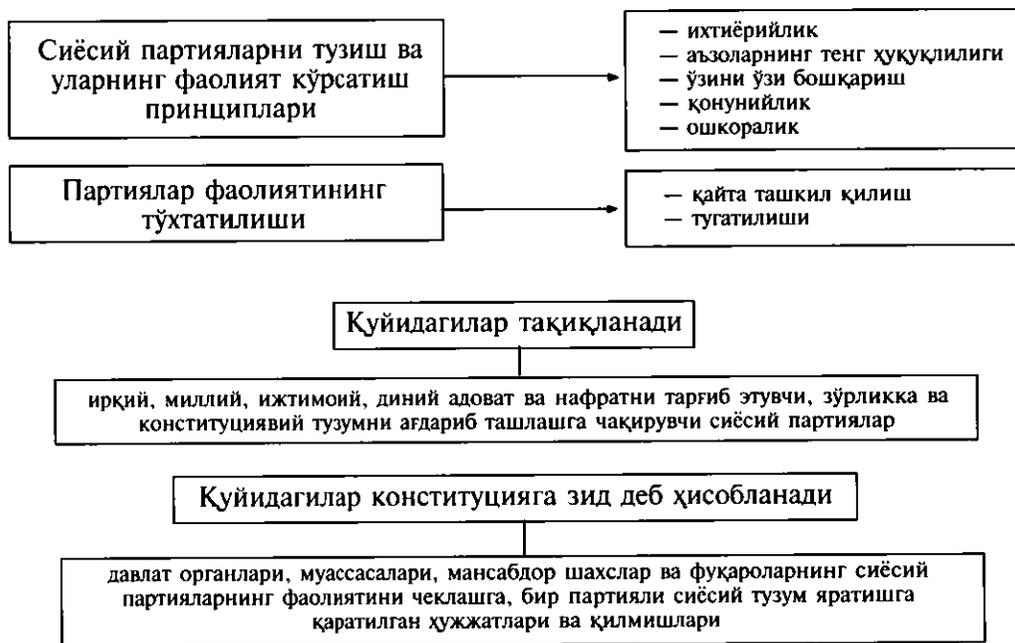 Сиёсий партияларни тузиш ва
уларнинг фаолият кўрсатиш
принциплари
— ихтиёрийлик
— аъзоларнинг тенг ҳуқуқлилиги
— ўзини ўзи бошқариш
— қонунийлик
— ошкоралик
Партиялар фаолиятининг
тўхтатилиши
— қайта ташкил қилиш
— тугатилиши
Қуйидагилар тақиқланади
ирқий, миллий, ижтимоий, диний адоват ва нафратни тарғиб этувчи, зўрликка ва
конституциявий тузумни ағдариб ташлашга чақирувчи сиёсий партиялар
Қуйидагилар конституцияга зид деб ҳисобланади
давлат органлари, муассасалари, мансабдор шахслар ва фуқароларнинг сиёсий
партияларнинг фаолиятини чеклашга, бир партияли сиёсий тузум яратишга
қаратилган ҳужжатлари ва қилмишлари